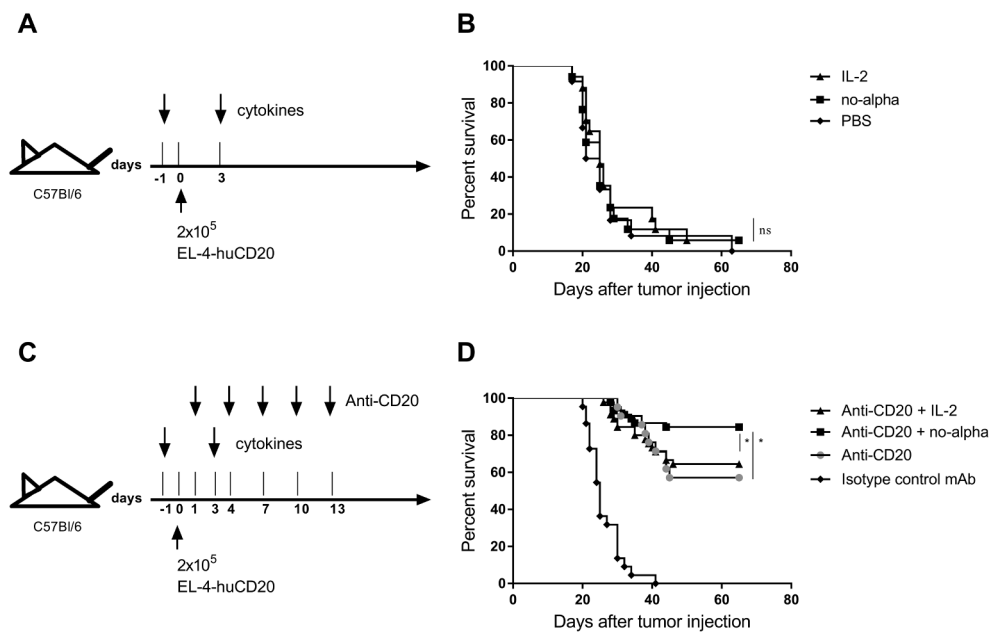 A
cytokines
days
-1 0 3
C57Bl/6
2x10⁵
EL-4-huCD20
B
Percent survival
100
80
60
40
20
0
0 20 40 60 80
Days after tumor injection
IL-2
no-alpha
PBS
ns
C
Anti-CD20
cytokines
days
-1 0 1 3 4 7 10 13
C57Bl/6
2x10⁵
EL-4-huCD20
D
Percent survival
100
80
60
40
20
0
0 20 40 60 80
Days after tumor injection
Anti-CD20 + IL-2
Anti-CD20 + no-alpha
Anti-CD20
Isotype control mAb
* *